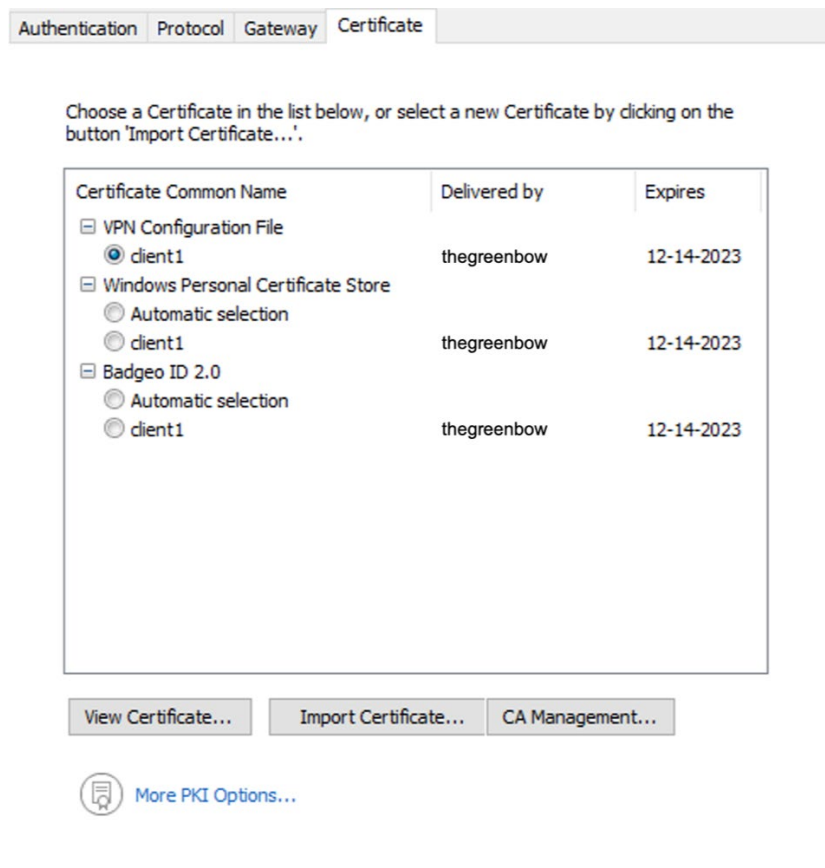 Authentication Protocol Gateway Certificate
Choose a Certificate in the list below, or select a new Certificate by clicking on the
button 'Import Certificate...'.
Certificate Common Name Delivered by Expires
VPN Configuration File
client1 thegreenbow 12-14-2023
Windows Personal Certificate Store
Automatic selection
client1 thegreenbow 12-14-2023
Badgeo ID 2.0
Automatic selection
client1 thegreenbow 12-14-2023
View Certificate... Import Certificate... CA Management...
More PKI Options...